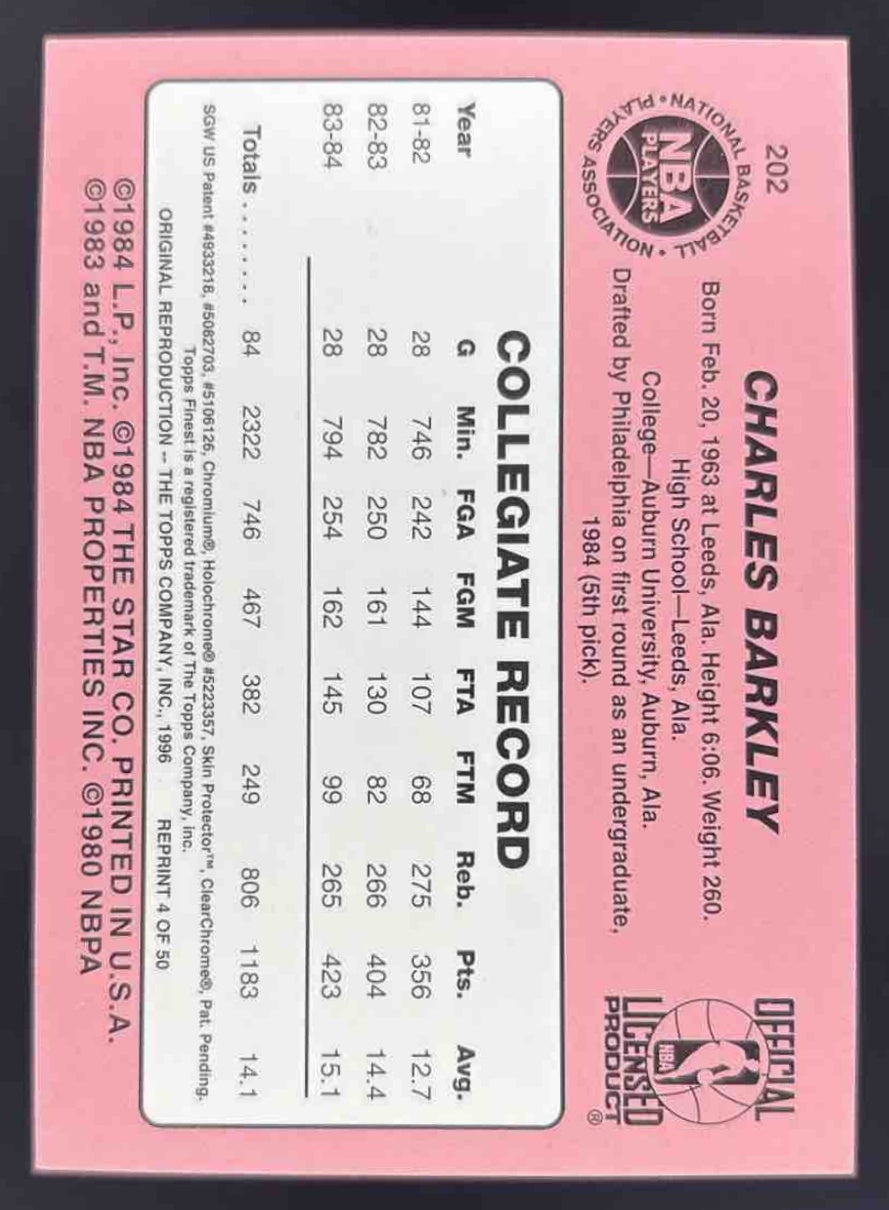 202
CHARLES BARKLEY
Born Feb. 20, 1963 at Leeds, Ala. Height 6:06. Weight 260.
High School—Leeds, Ala.
College—Auburn University, Auburn, Ala.
Drafted by Philadelphia on first round as an undergraduate,
1984 (5th pick).
NATIONAL BASKETBALL • PLAYERS ASSOCIATION •
NBA
PLAYERS
OFFICIAL
NBA
LICENSED
PRODUCT ®
COLLEGIATE RECORD
Year G Min. FGA FGM FTA FTM Reb. Pts. Avg.
81-82 28 746 242 144 107 68 275 356 12.7
82-83 28 782 250 161 130 82 266 404 14.4
83-84 28 794 254 162 145 99 265 423 15.1
Totals . . . . . . . . . 84 2322 746 467 382 249 806 1183 14.1
SGW US Patent #4933218, #5082703, #5106126, Chromium®, Holochrome® #5223357, Skin Protector™, ClearChrome®, Pat. Pending.
Topps Finest is a registered trademark of The Topps Company, inc.
ORIGINAL REPRODUCTION -- THE TOPPS COMPANY, INC., 1996 REPRINT 4 OF 50
©1984 L.P., Inc. ©1984 THE STAR CO. PRINTED IN U.S.A.
©1983 and T.M. NBA PROPERTIES INC. ©1980 NBPA